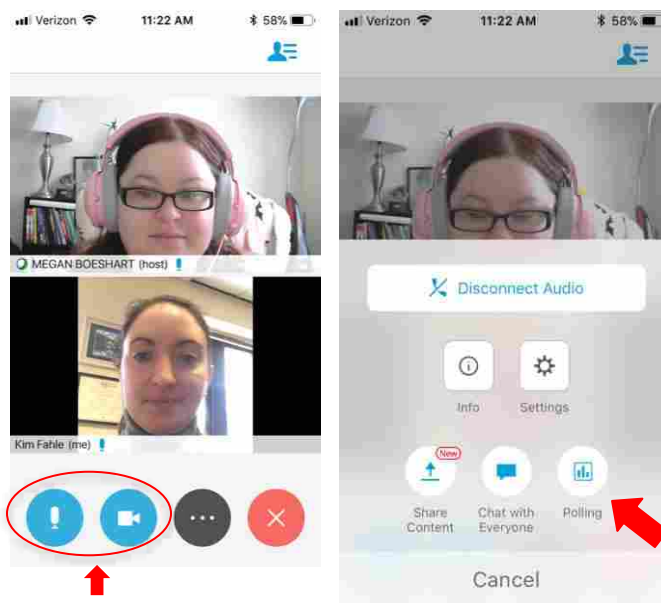 Verizon 11:22 AM 58%
MEGAN BOESHART (host)
Kim Fahle (me)
Verizon 11:22 AM 58%
Disconnect Audio
Info Settings
New
Share Content
Chat with Everyone
Polling
Cancel